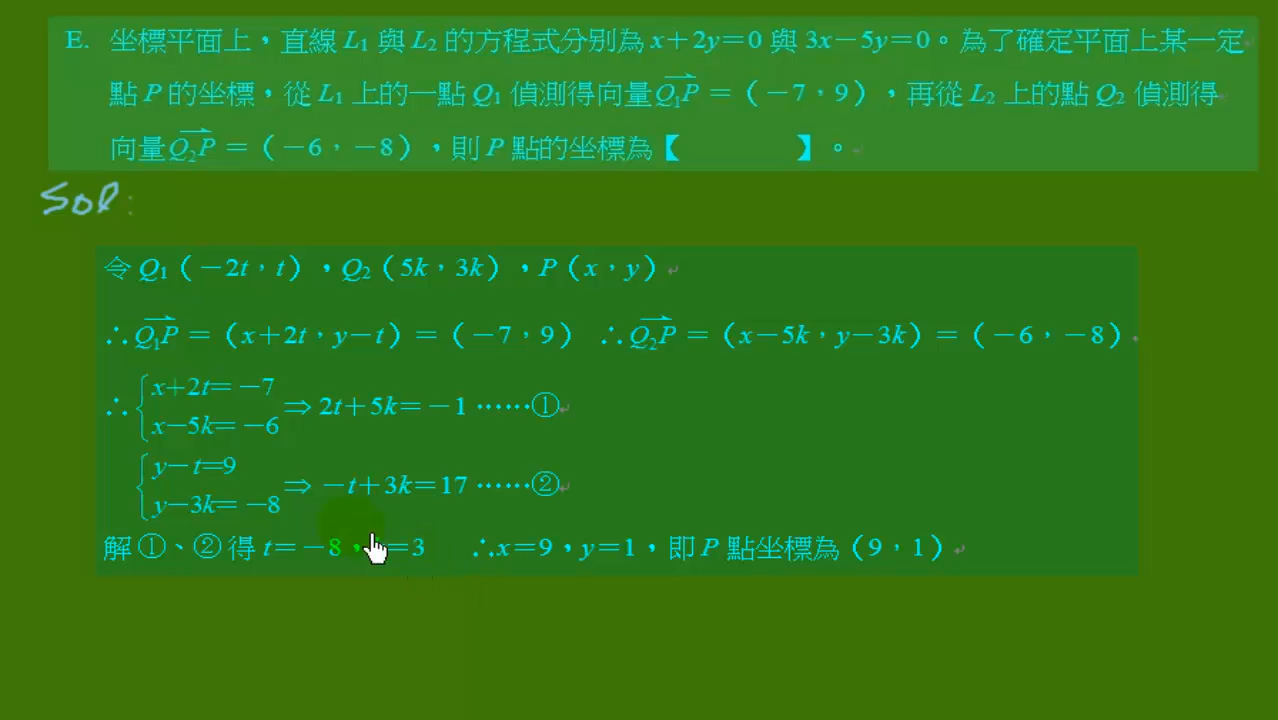 E. 坐標平面上，直線 L₁ 與 L₂ 的方程式分別為 x＋2y＝0 與 3x－5y＝0。為了確定平面上某一定
點 P 的坐標，從 L₁ 上的一點 Q₁ 偵測得向量 Q₁P ＝（－7，9），再從 L₂ 上的點 Q₂ 偵測得
向量 Q₂P ＝（－6，－8），則 P 點的坐標為【　　　　】。
Sol:
令 Q₁（－2t，t），Q₂（5k，3k），P（x，y）
∴ Q₁P ＝（x＋2t，y－t）＝（－7，9） ∴ Q₂P ＝（x－5k，y－3k）＝（－6，－8）
∴ { x＋2t＝－7
x－5k＝－6 ⇒ 2t＋5k＝－1 ⋯⋯①
{ y－t＝9
y－3k＝－8 ⇒ －t＋3k＝17 ⋯⋯②
解 ①、② 得 t＝－8，＝3 ∴x＝9，y＝1，即 P 點坐標為（9，1）